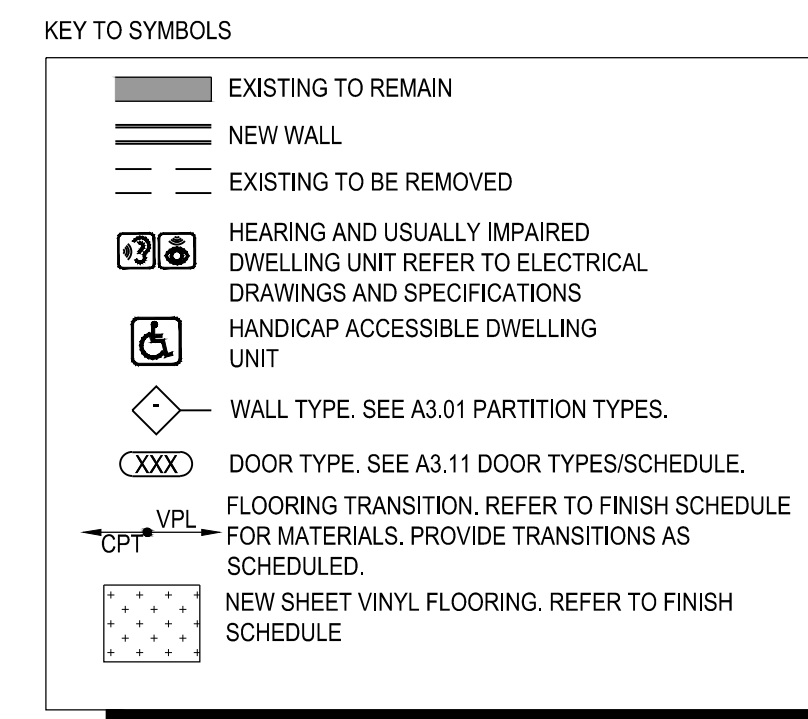 KEY TO SYMBOLS
EXISTING TO REMAIN
NEW WALL
EXISTING TO BE REMOVED
HEARING AND USUALLY IMPAIRED
DWELLING UNIT REFER TO ELECTRICAL
DRAWINGS AND SPECIFICATIONS
HANDICAP ACCESSIBLE DWELLING
UNIT
- WALL TYPE. SEE A3.01 PARTITION TYPES.
XXX DOOR TYPE. SEE A3.11 DOOR TYPES/SCHEDULE.
CPT VPL
FLOORING TRANSITION. REFER TO FINISH SCHEDULE
FOR MATERIALS. PROVIDE TRANSITIONS AS
SCHEDULED.
NEW SHEET VINYL FLOORING. REFER TO FINISH
SCHEDULE